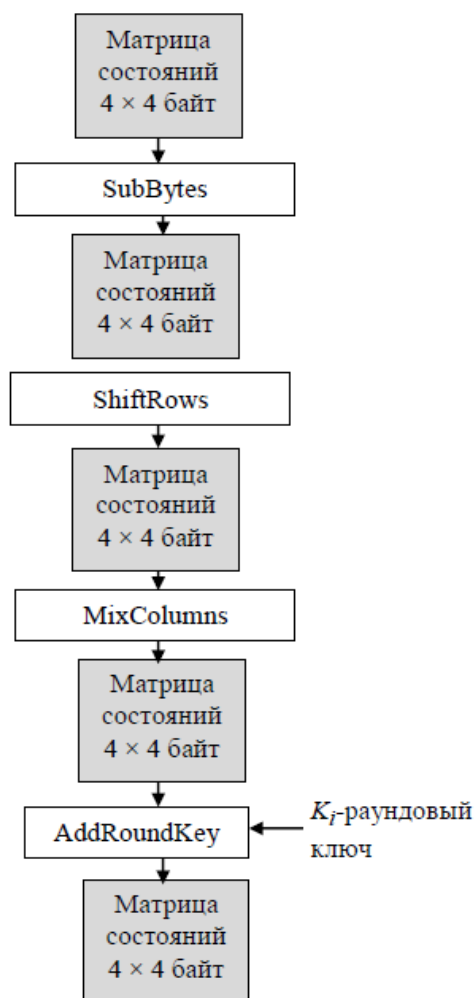 Матрица
состояний
4 × 4 байт
SubBytes
Матрица
состояний
4 × 4 байт
ShiftRows
Матрица
состояний
4 × 4 байт
MixColumns
Матрица
состояний
4 × 4 байт
AddRoundKey
Ki-раундовый
ключ
Матрица
состояний
4 × 4 байт